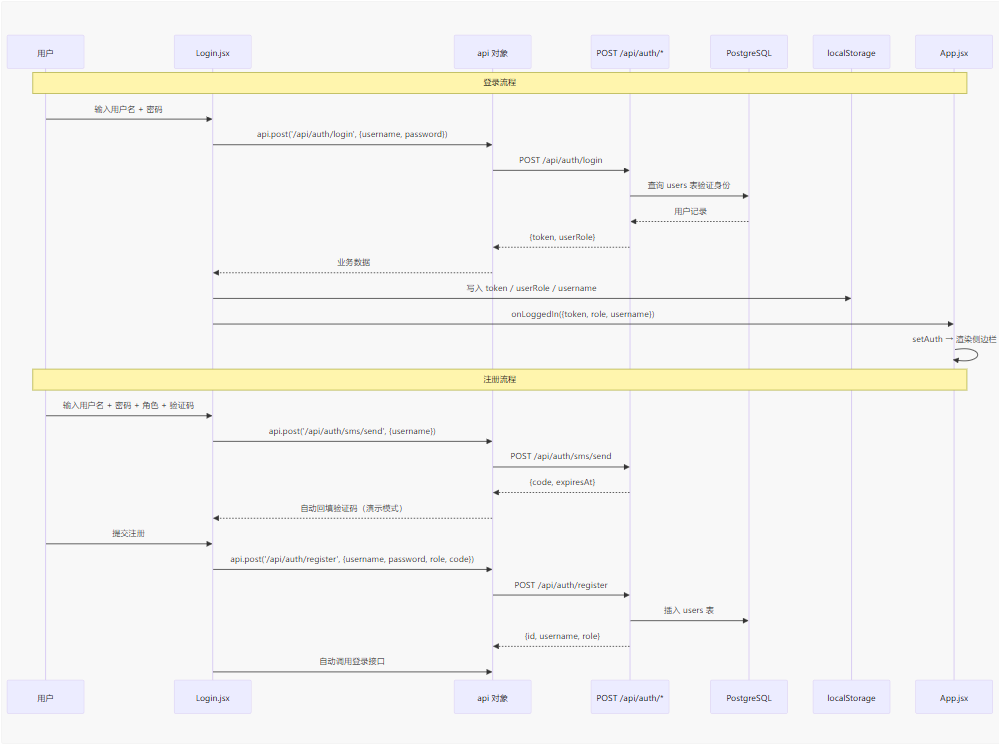 用户
Login.jsx
api 对象
POST /api/auth/*
PostgreSQL
localStorage
App.jsx
登录流程
输入用户名 + 密码
api.post('/api/auth/login', {username, password})
POST /api/auth/login
查询 users 表验证身份
用户记录
{token, userRole}
业务数据
写入 token / userRole / username
onLoggedIn({token, role, username})
setAuth → 渲染侧边栏
注册流程
输入用户名 + 密码 + 角色 + 验证码
api.post('/api/auth/sms/send', {username})
POST /api/auth/sms/send
{code, expiresAt}
自动回填验证码（演示模式）
提交注册
api.post('/api/auth/register', {username, password, role, code})
POST /api/auth/register
插入 users 表
{id, username, role}
自动调用登录接口
用户
Login.jsx
api 对象
POST /api/auth/*
PostgreSQL
localStorage
App.jsx